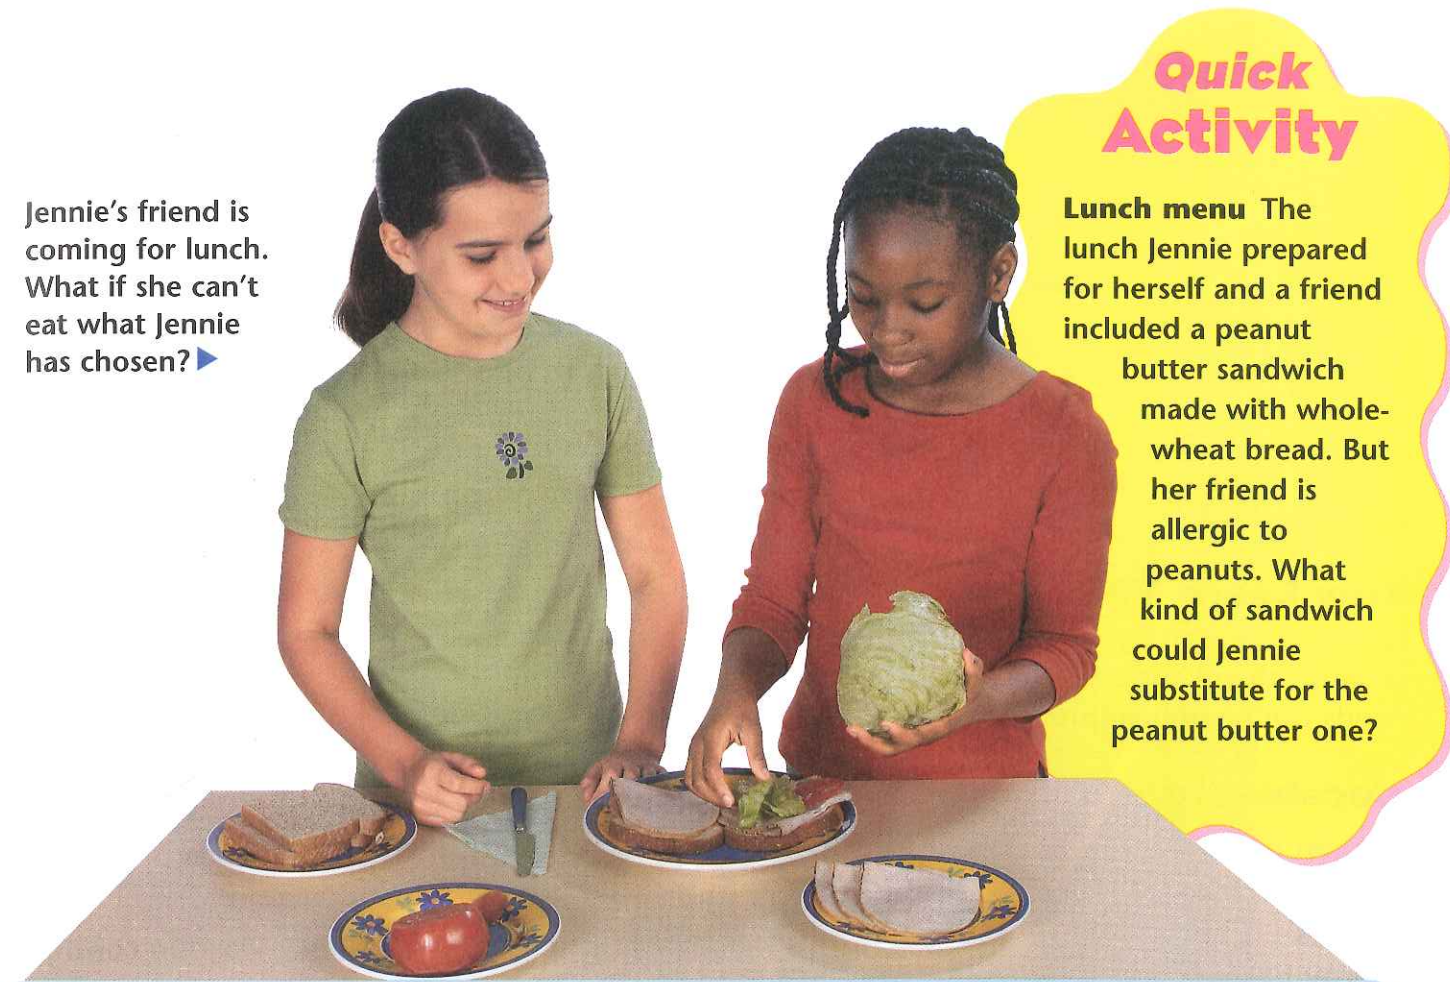 Jennie's friend is
coming for lunch.
What if she can't
eat what Jennie
has chosen?
Quick
Activity
Lunch menu The
lunch Jennie prepared
for herself and a friend
included a peanut
butter sandwich
made with whole-
wheat bread. But
her friend is
allergic to
peanuts. What
kind of sandwich
could Jennie
substitute for the
peanut butter one?